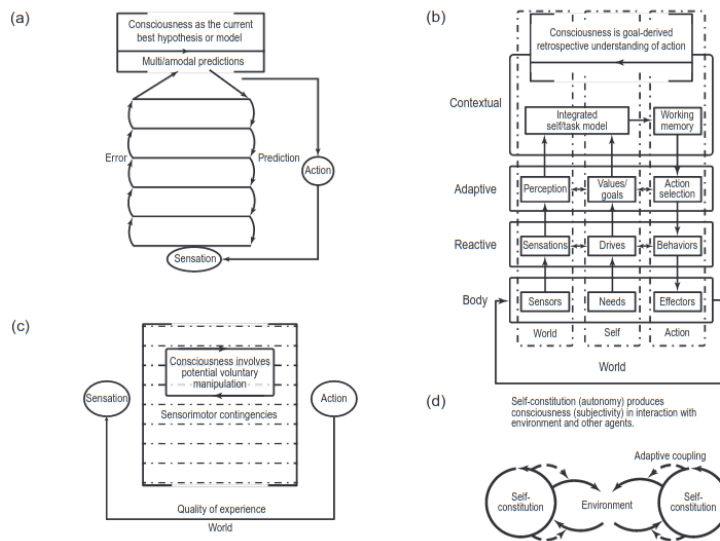 (a)
Consciousness as the current
best hypothesis or model
Multi/amodal predictions
Error
Prediction
Action
Sensation
(b)
Consciousness is goal-derived
retrospective understanding of action
Contextual
Integrated
self/task model
Working
memory
Adaptive
Perception
Values/
goals
Action
selection
Reactive
Sensations
Drives
Behaviors
Body
Sensors
Needs
Effectors
World
Self
Action
World
(c)
Consciousness involves
potential voluntary
manipulation
Sensation
Action
Sensorimotor contingencies
Quality of experience
World
(d)
Self-constitution (autonomy) produces
consciousness (subjectivity) in interaction with
environment and other agents.
Adaptive coupling
Self-
constitution
Environment
Self-
constitution